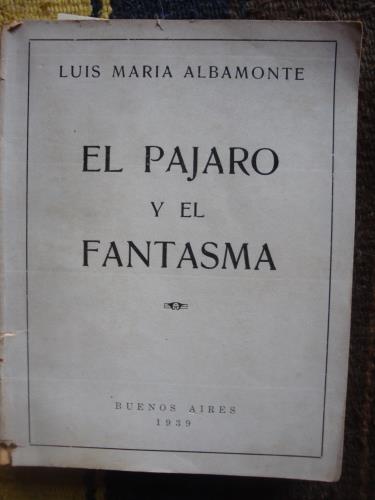 LUIS MARIA ALBAMONTE
EL PAJARO
Y EL
FANTASMA
BUENOS AIRES
1939